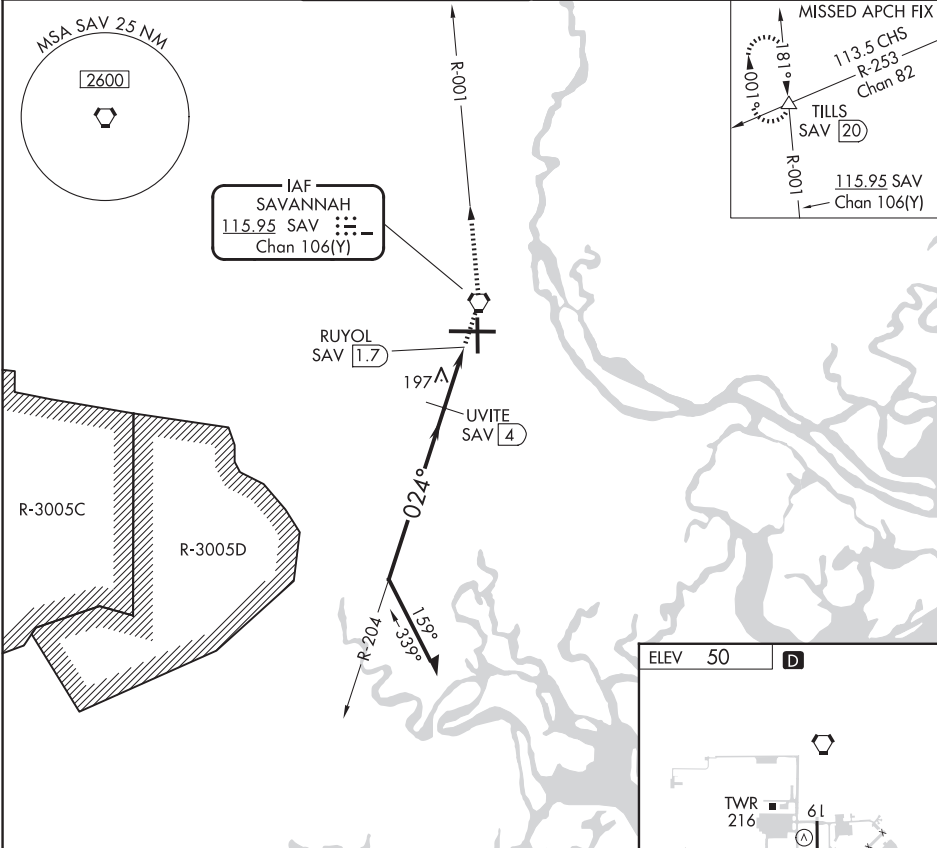 MSA SAV 25 NM
2600
R-001
IAF
SAVANNAH
115.95 SAV
Chan 106(Y)
RUYOL
SAV 1.7
197
UVITE
SAV 4
024°
R-3005C
R-3005D
R-204
159°
339°
MISSED APCH FIX
113.5 CHS
R-253
Chan 82
181°
001°
TILLS
SAV 20
R-001
115.95 SAV
Chan 106(Y)
ELEV 50
D
TWR
216
19
A